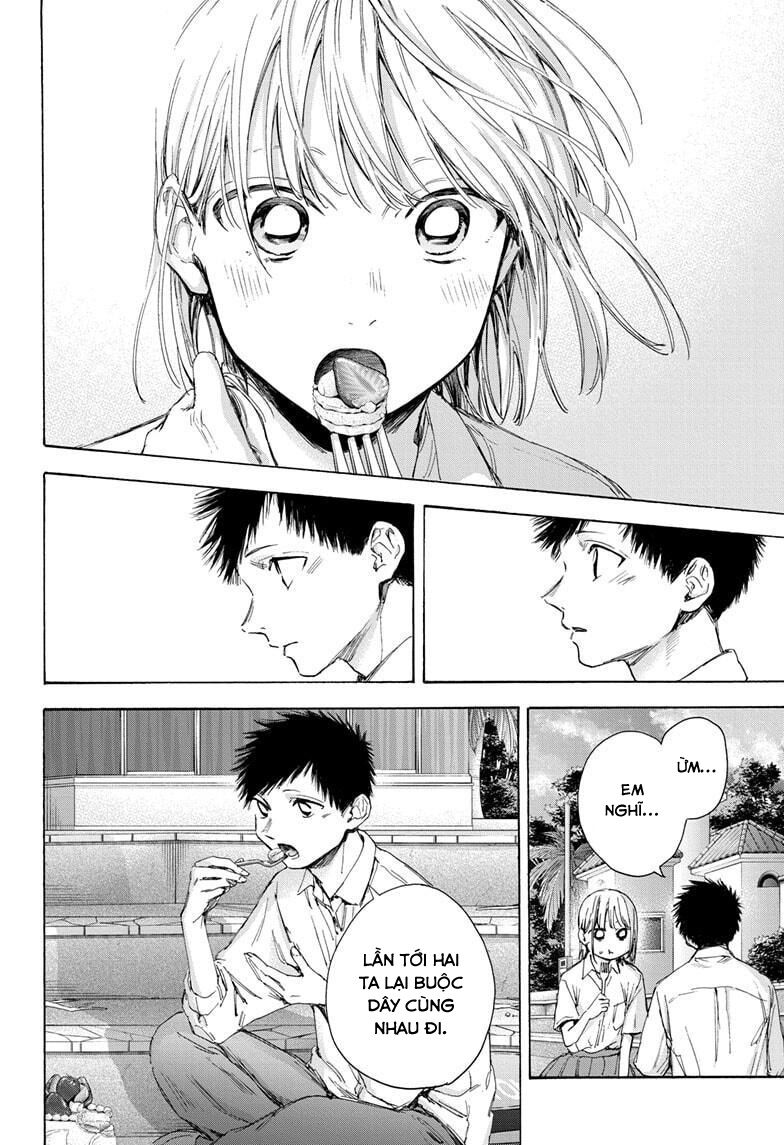 ỪM...
EM
NGHĨ...
LẦN TỚI HAI
TA LẠI BUỘC
DÂY CÙNG
NHAU ĐI.